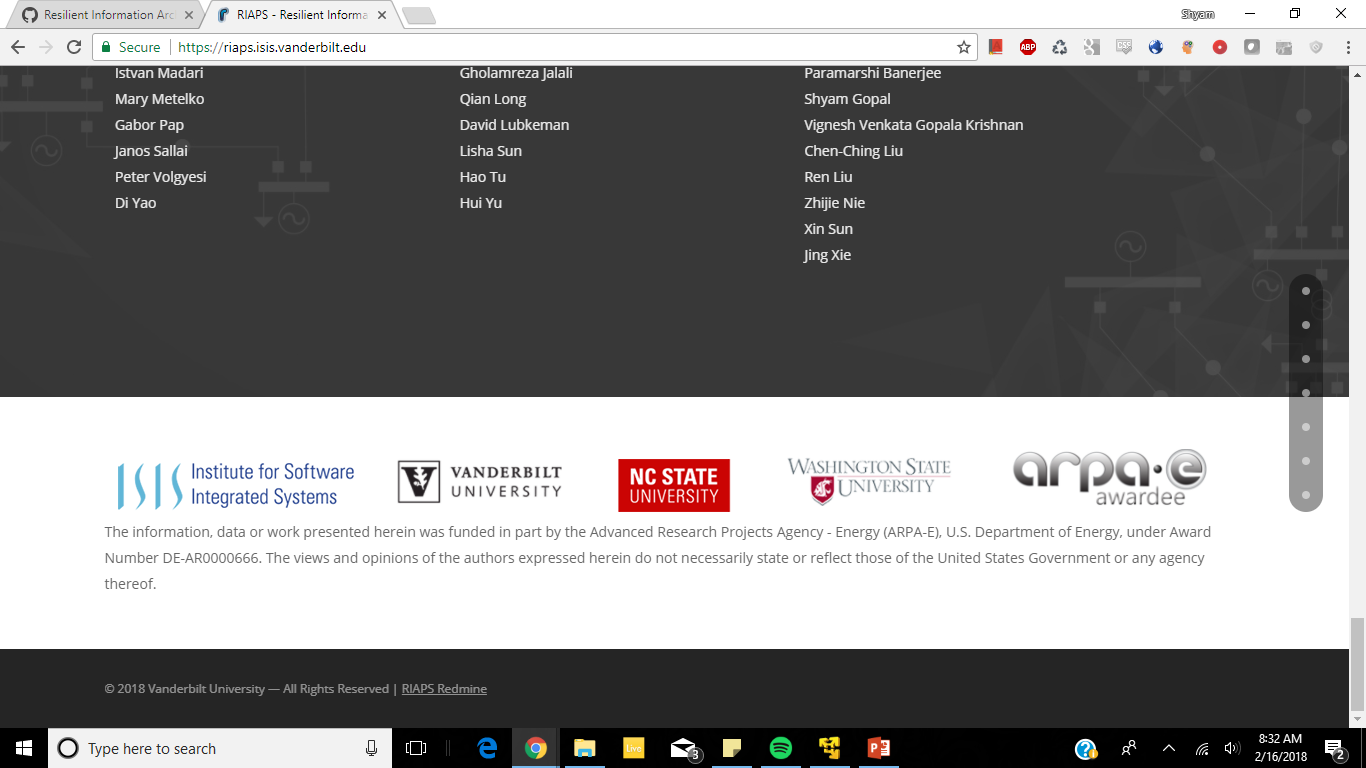 Resilient Information Arc
RIAPS - Resilient Informa
Shyam
Secure
https://riaps.isis.vanderbilt.edu
ABP
CSE
Istvan Madari
Mary Metelko
Gabor Pap
Janos Sallai
Peter Volgyesi
Di Yao
Gholamreza Jalali
Qian Long
David Lubkeman
Lisha Sun
Hao Tu
Hui Yu
Paramarshi Banerjee
Shyam Gopal
Vignesh Venkata Gopala Krishnan
Chen-Ching Liu
Ren Liu
Zhijie Nie
Xin Sun
Jing Xie
ISIS
Institute for Software
Integrated Systems
V
VANDERBILT
UNIVERSITY
NC STATE
UNIVERSITY
WASHINGTON STATE
UNIVERSITY
arpa·e
awardee
The information, data or work presented herein was funded in part by the Advanced Research Projects Agency - Energy (ARPA-E), U.S. Department of Energy, under Award
Number DE-AR0000666. The views and opinions of the authors expressed herein do not necessarily state or reflect those of the United States Government or any agency
thereof.
© 2018 Vanderbilt University — All Rights Reserved | RIAPS Redmine
Type here to search
Live
3
8:32 AM
2/16/2018
2